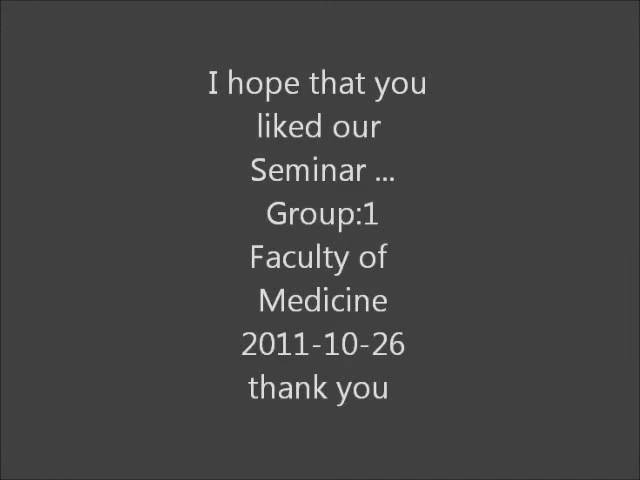 I hope that you
liked our
Seminar ...
Group:1
Faculty of
Medicine
2011-10-26
thank you